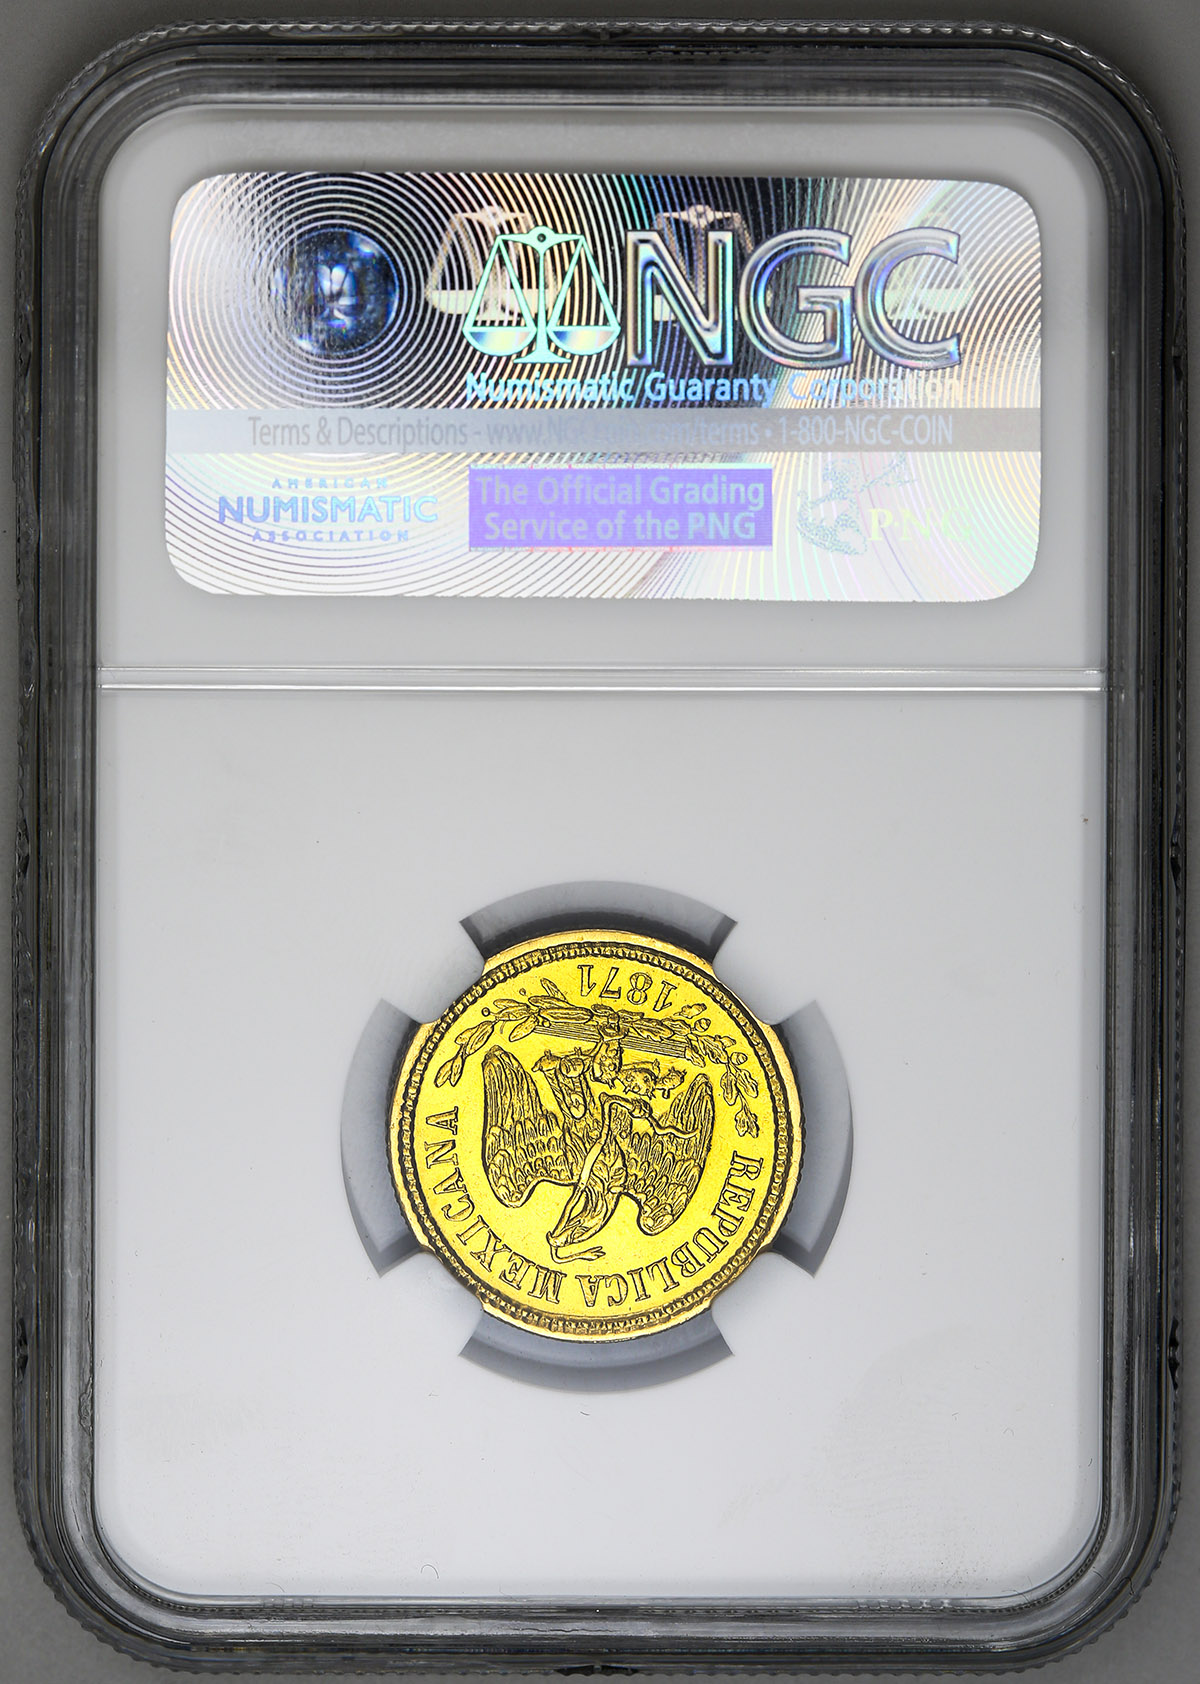 NGC
Numismatic Guaranty Corporation
Terms & Descriptions - www.NGCcoin.com/terms • 1-800-NGC-COIN
AMERICAN
NUMISMATIC
ASSOCIATION
The Official Grading
Service of the PNG
PNG
REPUBLICA MEXICANA
1871